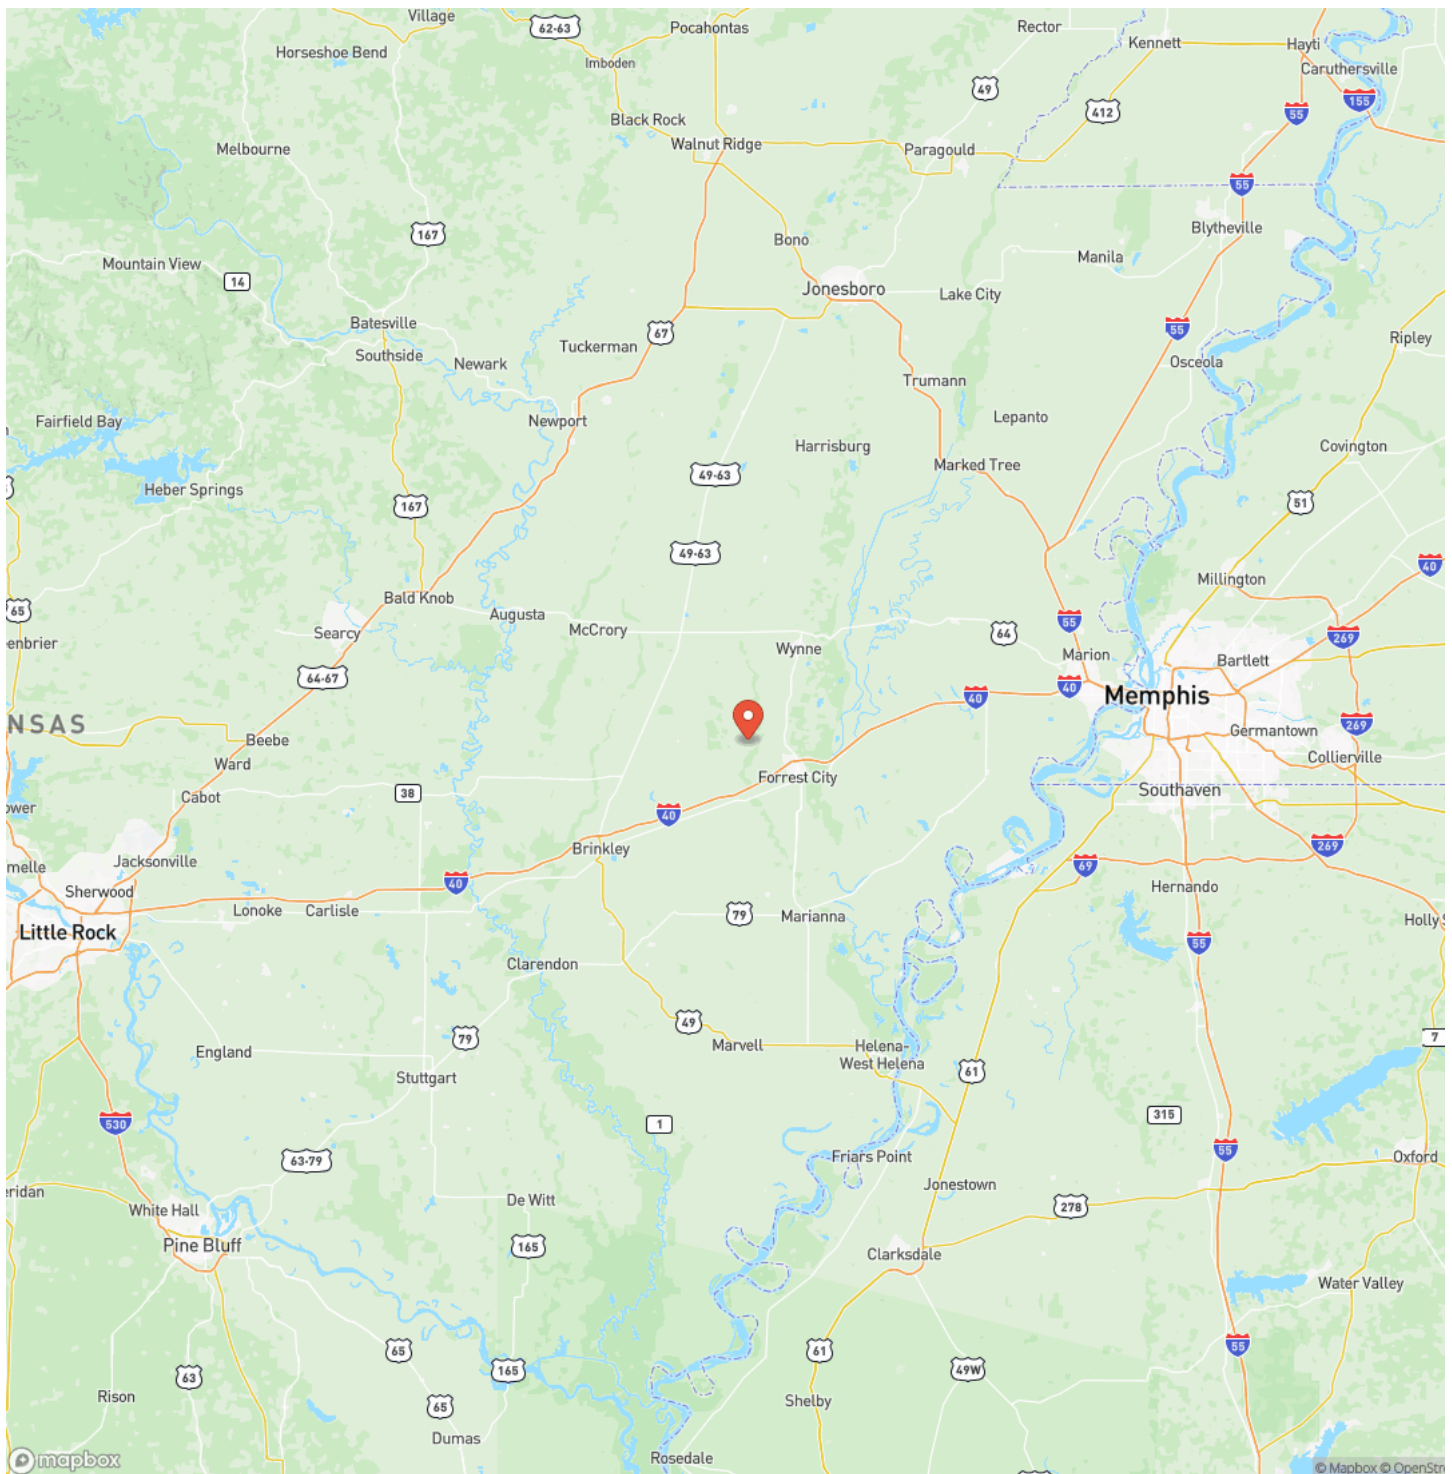 Village
62-63
Pocahontas
Rector
Kennett
Hayti
Horseshoe Bend
Imboden
Caruthersville
49
155
412
55
Black Rock
Walnut Ridge
Melbourne
Paragould
55
167
Blytheville
Bono
Manila
Mountain View
14
Jonesboro
Lake City
Batesville
55
67
Ripley
Southside
Newark
Tuckerman
Osceola
Trumann
Fairfield Bay
Newport
Lepanto
Harrisburg
Covington
Marked Tree
49-63
Heber Springs
51
167
49-63
40
Millington
Bald Knob
65
Augusta
55
McCrory
Searcy
64
269
enbrier
Wynne
Marion
Bartlett
64-67
40
40
Memphis
NSAS
269
Germantown
Beebe
Collierville
Ward
Forrest City
38
Cabot
Southaven
ower
40
Brinkley
269
Jacksonville
melle
69
40
Hernando
Sherwood
Lonoke
Carlisle
79
Marianna
Holly S
Little Rock
55
Clarendon
49
79
7
Marvell
Helena-
West Helena
England
61
Stuttgart
530
315
1
55
63-79
Friars Point
Oxford
Jonestown
eridan
De Witt
278
White Hall
Pine Bluff
165
Clarksdale
Water Valley
65
61
55
165
49W
63
Rison
Shelby
65
Dumas
Rosedale
mapbox
© Mapbox © OpenStre